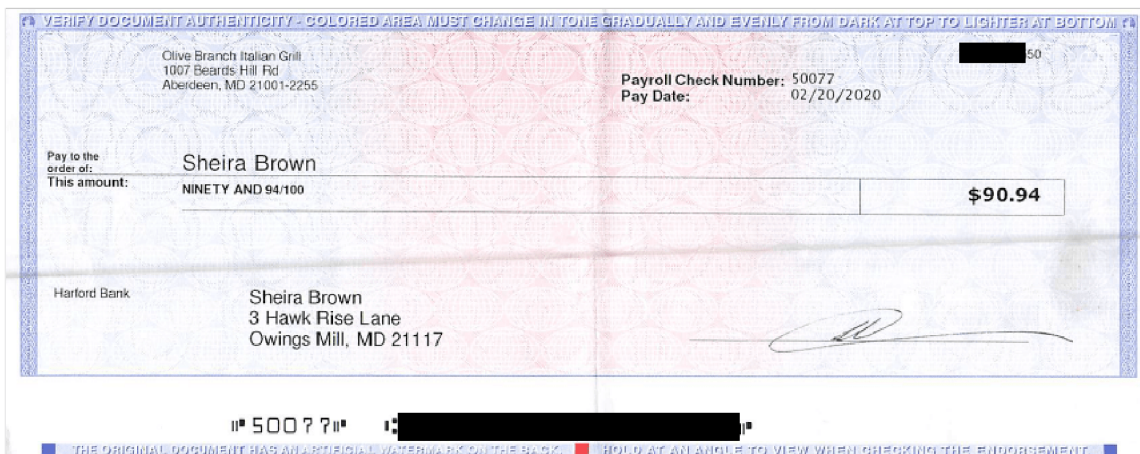 VERIFY DOCUMENT AUTHENTICITY - COLORED AREA MUST CHANGE IN TONE GRADUALLY AND EVENLY FROM DARK AT TOP TO LIGHTER AT BOTTOM
Olive Branch Italian Grill
1007 Beards Hill Rd
Aberdeen, MD 21001-2255
50
Payroll Check Number: 50077
Pay Date: 02/20/2020
Pay to the
order of: Sheira Brown
This amount: NINETY AND 94/100 $90.94
Harford Bank
Sheira Brown
3 Hawk Rise Lane
Owings Mill, MD 21117
⑈50077⑈ ⑆ ⑈
THE ORIGINAL DOCUMENT HAS AN ARTIFICIAL WATERMARK ON THE BACK. HOLD AT AN ANGLE TO VIEW WHEN CHECKING THE ENDORSEMENT.